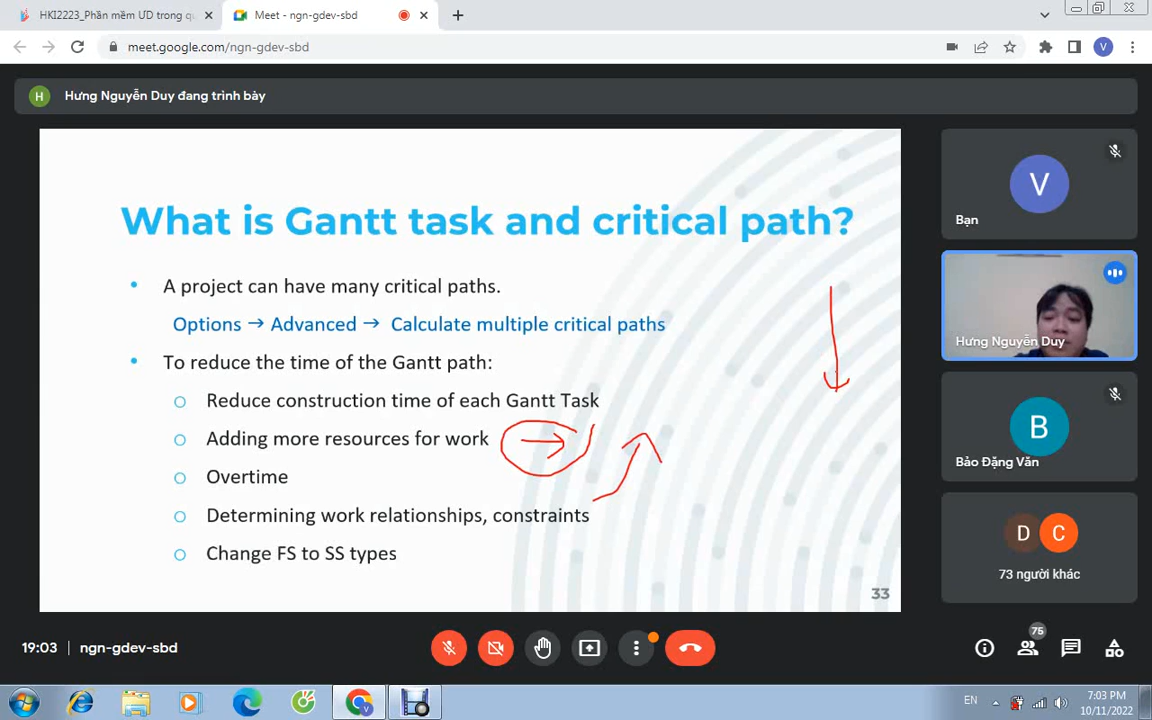 HKI2223_Phần mềm ƯD trong qu
Meet - ngn-gdev-sbd
meet.google.com/ngn-gdev-sbd
V
H
Hưng Nguyễn Duy đang trình bày
What is Gantt task and critical path?
• A project can have many critical paths.
Options → Advanced → Calculate multiple critical paths
• To reduce the time of the Gantt path:
o Reduce construction time of each Gantt Task
o Adding more resources for work
o Overtime
o Determining work relationships, constraints
o Change FS to SS types
33
V
Bạn
Hưng Nguyễn Duy
B
Bảo Đặng Văn
D C
73 người khác
19:03 | ngn-gdev-sbd
75
EN
7:03 PM
10/11/2022